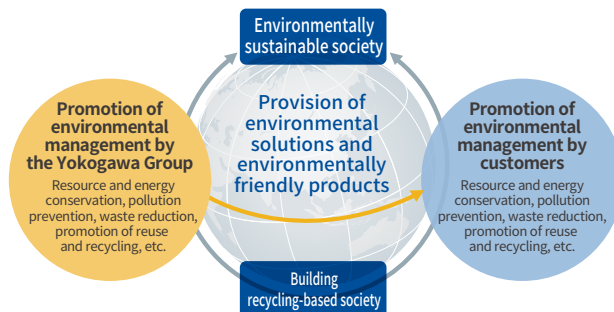 Environmentally
sustainable society
Promotion of
environmental
management by
the Yokogawa Group
Resource and energy
conservation, pollution
prevention, waste reduction,
promotion of reuse
and recycling, etc.
Provision of
environmental
solutions and
environmentally
friendly products
Promotion of
environmental
management by
customers
Resource and energy
conservation, pollution
prevention, waste reduction,
promotion of reuse
and recycling, etc.
Building
recycling-based society